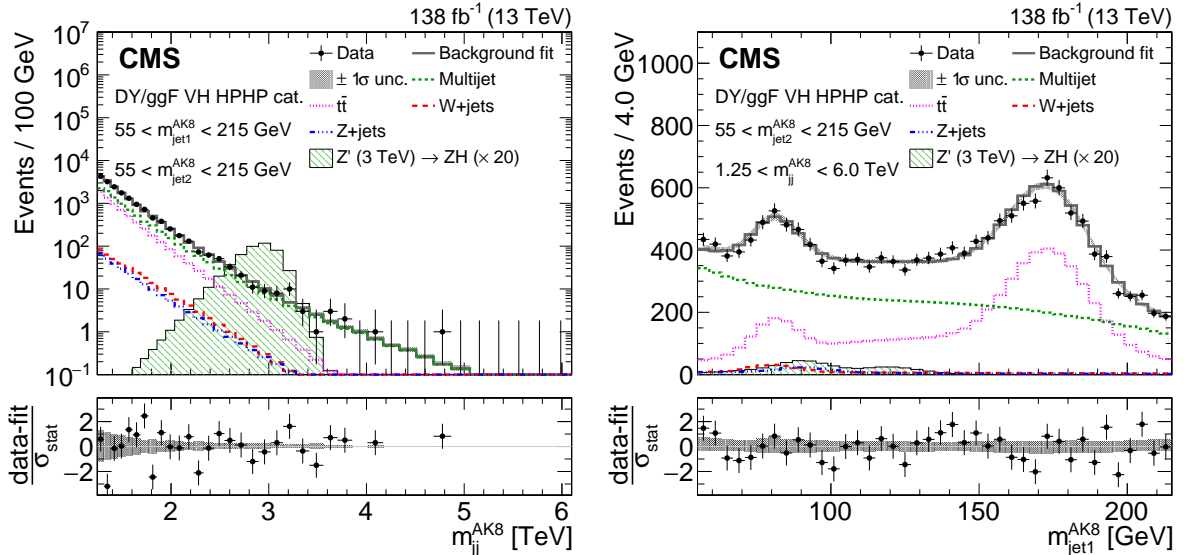 138 fb⁻¹ (13 TeV)
CMS
Data
Background fit
± 1σ unc.
Multijet
tt̄
W+jets
Z+jets
Z' (3 TeV) → ZH (× 20)
DY/ggF VH HPHP cat.
55 < m_jet1^AK8 < 215 GeV
55 < m_jet2^AK8 < 215 GeV
Events / 100 GeV
10⁷
10⁶
10⁵
10⁴
10³
10²
10
1
10⁻¹
data-fit
σ_stat
2
0
−2
2 3 4 5 6
m_jj^AK8 [TeV]
138 fb⁻¹ (13 TeV)
CMS
Data
Background fit
± 1σ unc.
Multijet
tt̄
W+jets
Z+jets
Z' (3 TeV) → ZH (× 20)
DY/ggF VH HPHP cat.
55 < m_jet2^AK8 < 215 GeV
1.25 < m_jj^AK8 < 6.0 TeV
Events / 4.0 GeV
1000
800
600
400
200
0
data-fit
σ_stat
2
0
−2
100 150 200
m_jet1^AK8 [GeV]